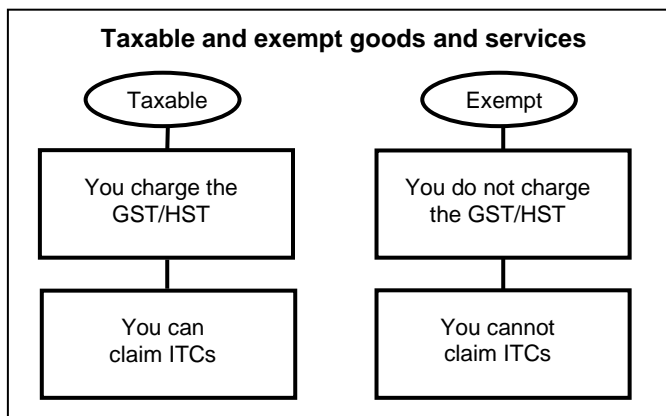 Taxable and exempt goods and services
Taxable
You charge the
GST/HST
You can
claim ITCs
Exempt
You do not charge
the GST/HST
You cannot
claim ITCs